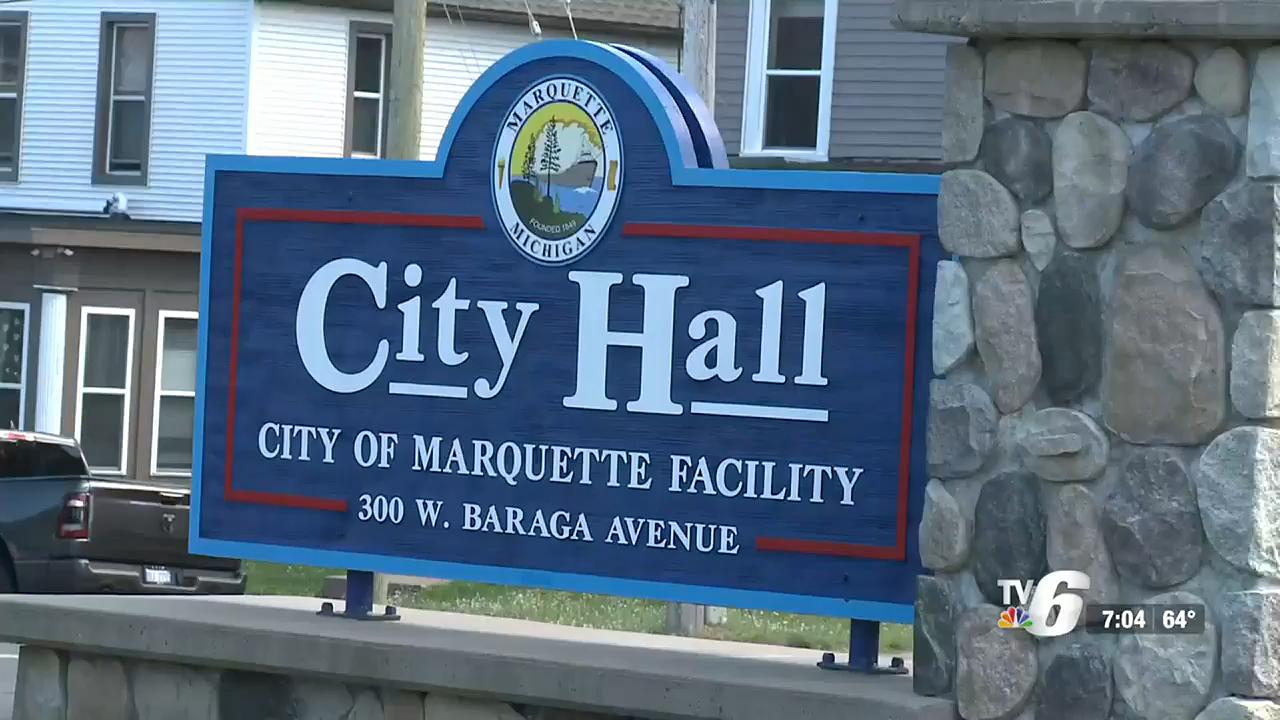 MARQUETTE
FOUNDED 1849
MICHIGAN
City Hall
CITY OF MARQUETTE FACILITY
300 W. BARAGA AVENUE
TV6
7:04 64°